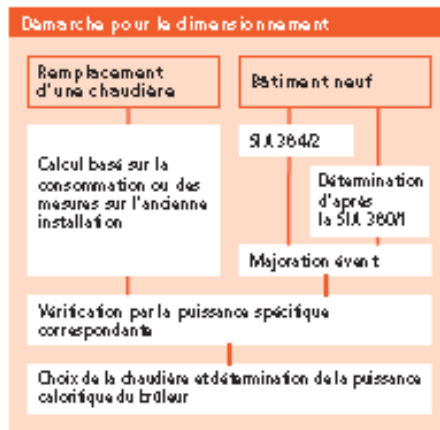 Démarche pour le dimensionnement
Remplacement
d'une chaudière
Bâtiment neuf
Calcul basé sur la
consommation ou des
mesures sur l'ancienne
installation
SIA 384/2
Détermination
d'après
la SIA 380/1
Majoration évent
Vérification par la puissance spécifique
correspondante
Choix de la chaudière et détermination de la puissance
calorifique du brûleur